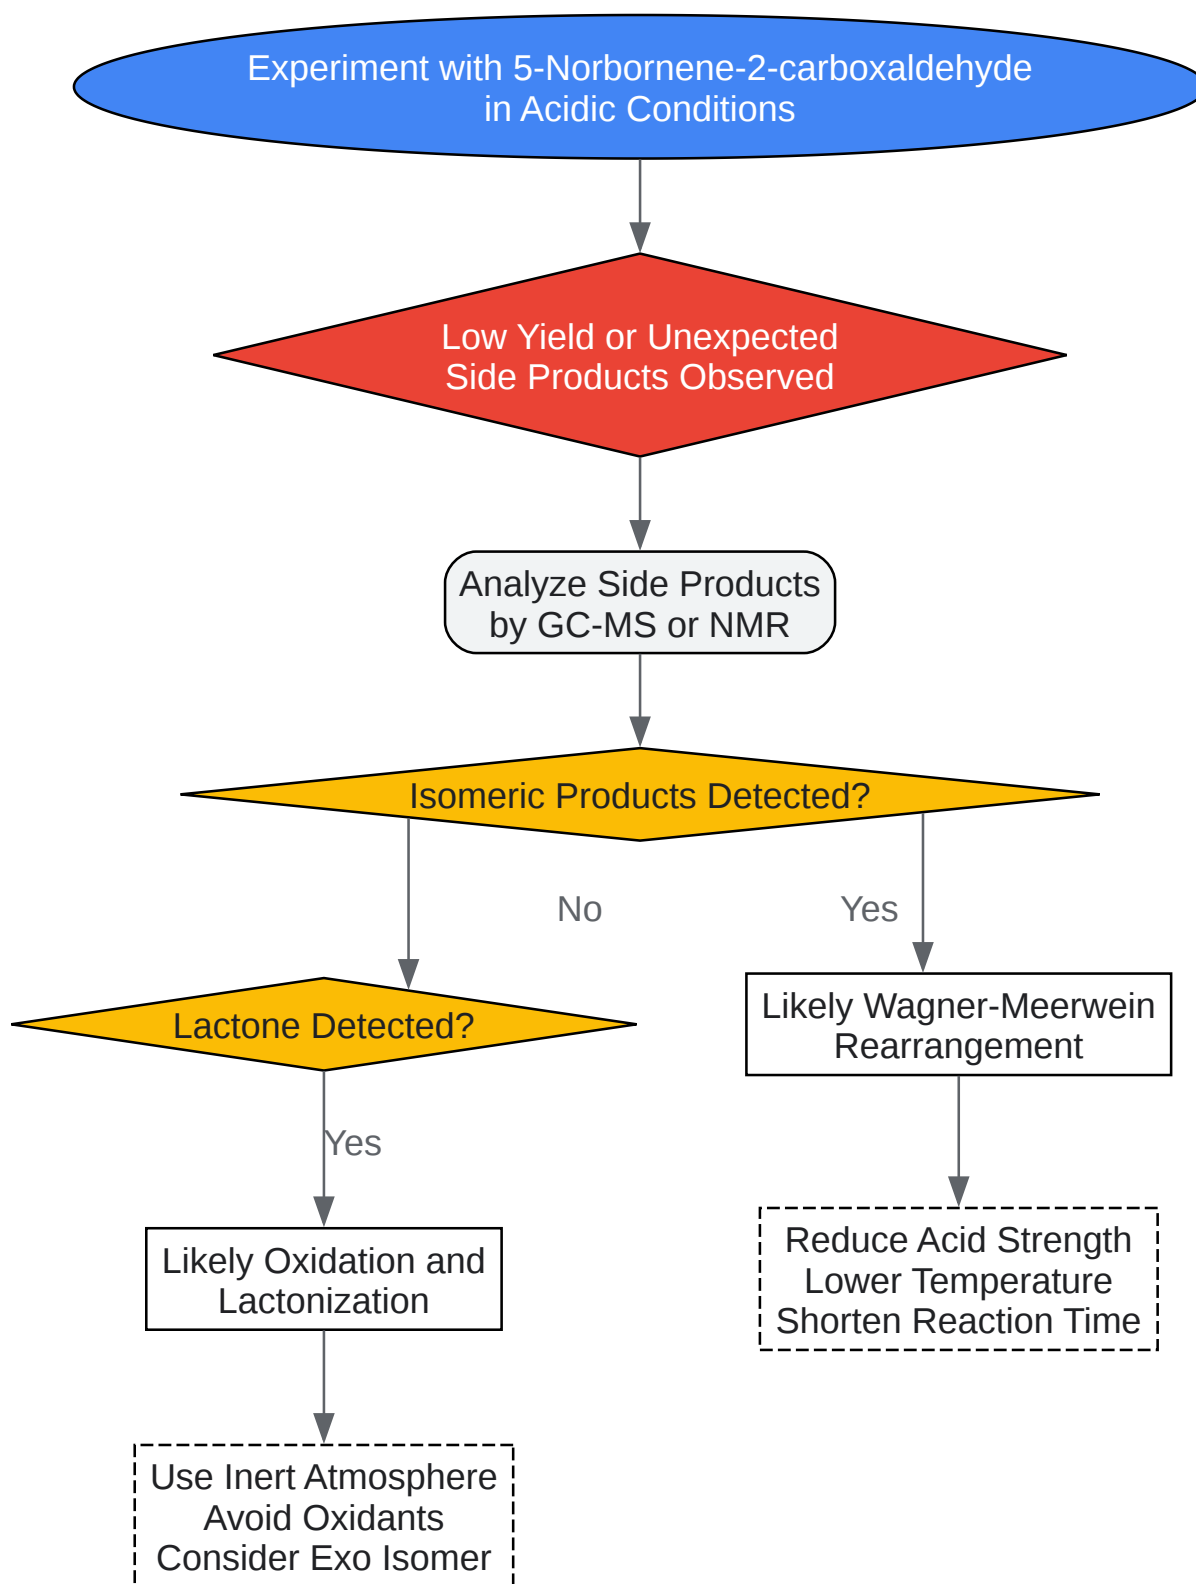 Experiment with 5-Norbornene-2-carboxaldehyde
in Acidic Conditions
Low Yield or Unexpected
Side Products Observed
Analyze Side Products
by GC-MS or NMR
Isomeric Products Detected?
No
Yes
Lactone Detected?
Likely Wagner-Meerwein
Rearrangement
Yes
Likely Oxidation and
Lactonization
Reduce Acid Strength
Lower Temperature
Shorten Reaction Time
Use Inert Atmosphere
Avoid Oxidants
Consider Exo Isomer